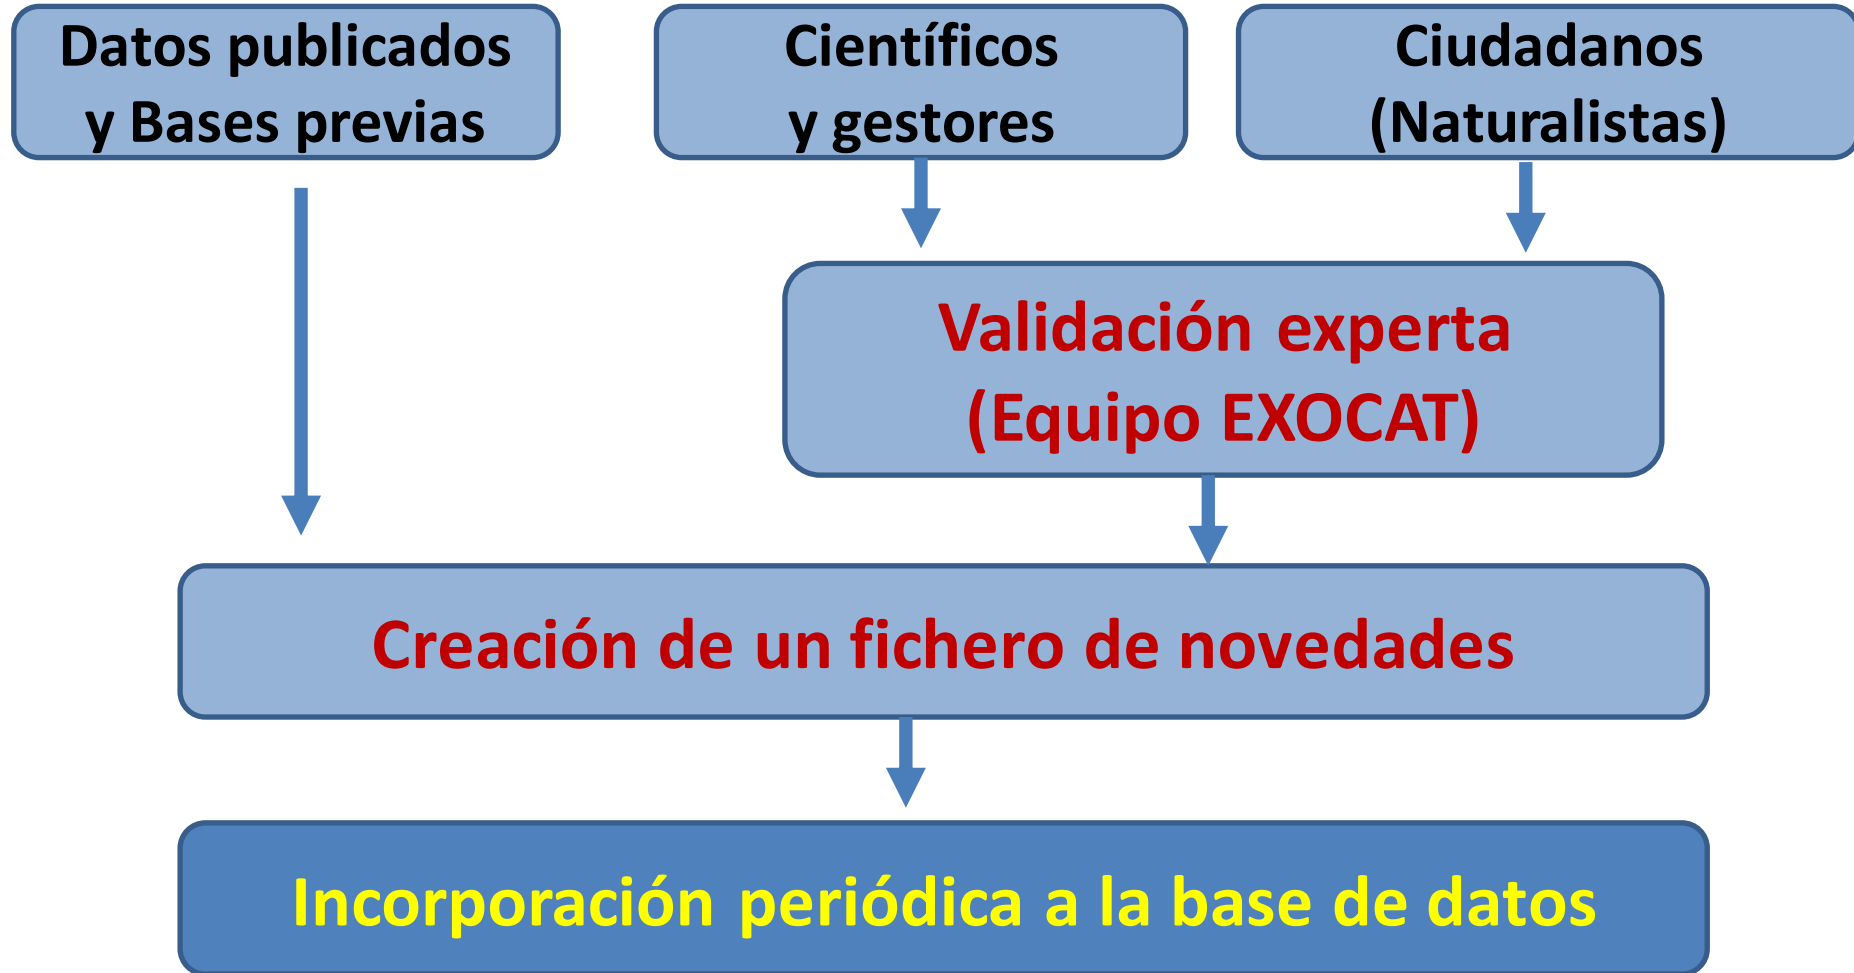 Datos publicados
y Bases previas
Científicos
y gestores
Ciudadanos
(Naturalistas)
Validación experta
(Equipo EXOCAT)
Creación de un fichero de novedades
Incorporación periódica a la base de datos